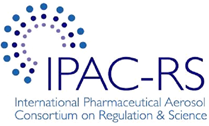 IPAC-RS
International Pharmaceutical Aerosol
Consortium on Regulation & Science